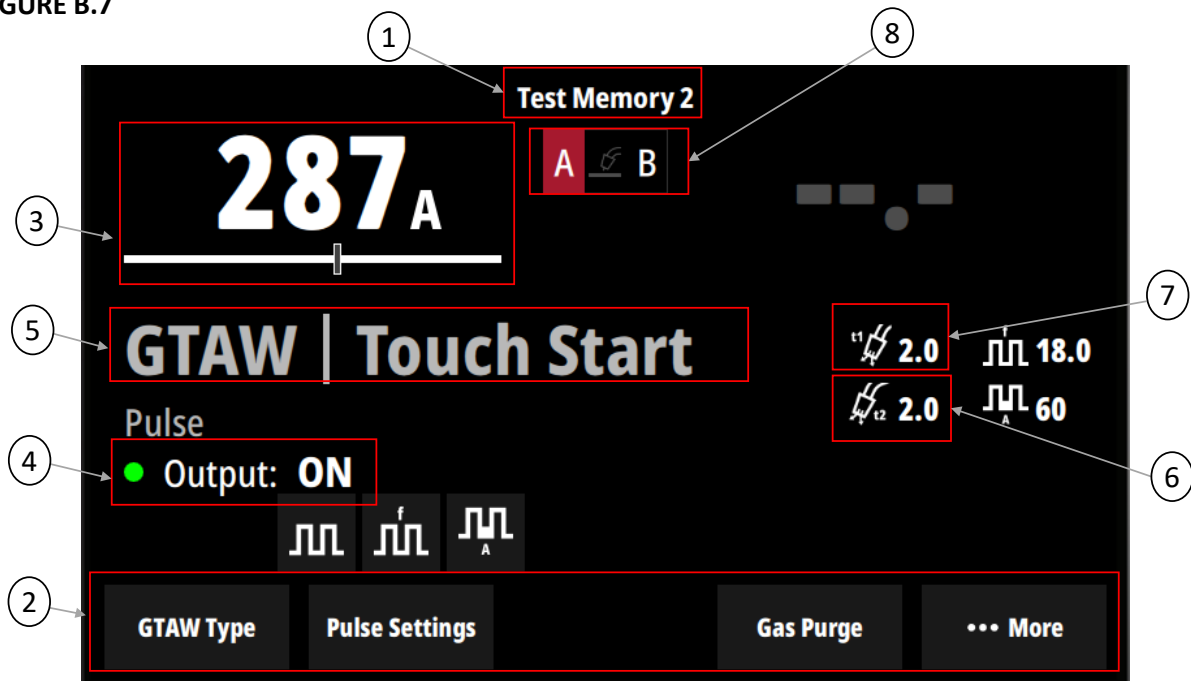 FIGURE B.7
1
8
Test Memory 2
287A
A B
--.-
3
7
5
GTAW | Touch Start
t1 2.0
f 18.0
t2 2.0
A 60
Pulse
4
Output: ON
6
f
A
2
GTAW Type
Pulse Settings
Gas Purge
••• More